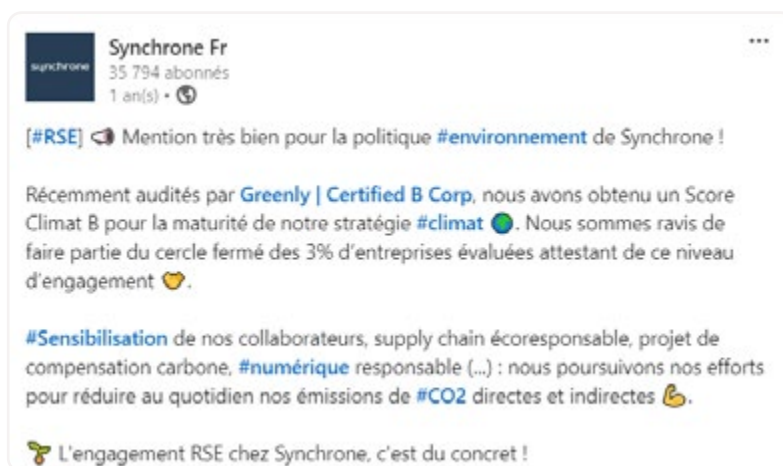 synchrone
Synchrone Fr
35 794 abonnés
1 an(s) •
[#RSE] 📢 Mention très bien pour la politique #environnement de Synchrone !
Récemment audités par Greenly | Certified B Corp, nous avons obtenu un Score
Climat B pour la maturité de notre stratégie #climat 🌍. Nous sommes ravis de
faire partie du cercle fermé des 3% d'entreprises évaluées attestant de ce niveau
d'engagement 🤝.
#Sensibilisation de nos collaborateurs, supply chain écoresponsable, projet de
compensation carbone, #numérique responsable (...) : nous poursuivons nos efforts
pour réduire au quotidien nos émissions de #CO2 directes et indirectes 💪.
🌱 L'engagement RSE chez Synchrone, c'est du concret !